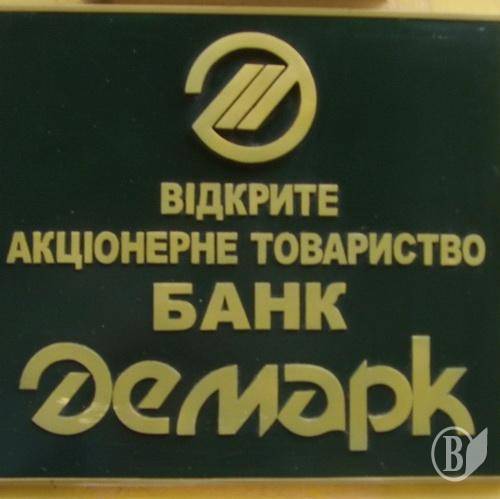 ВІДКРИТЕ
АКЦІОНЕРНЕ ТОВАРИСТВО
БАНК
Демарк
В